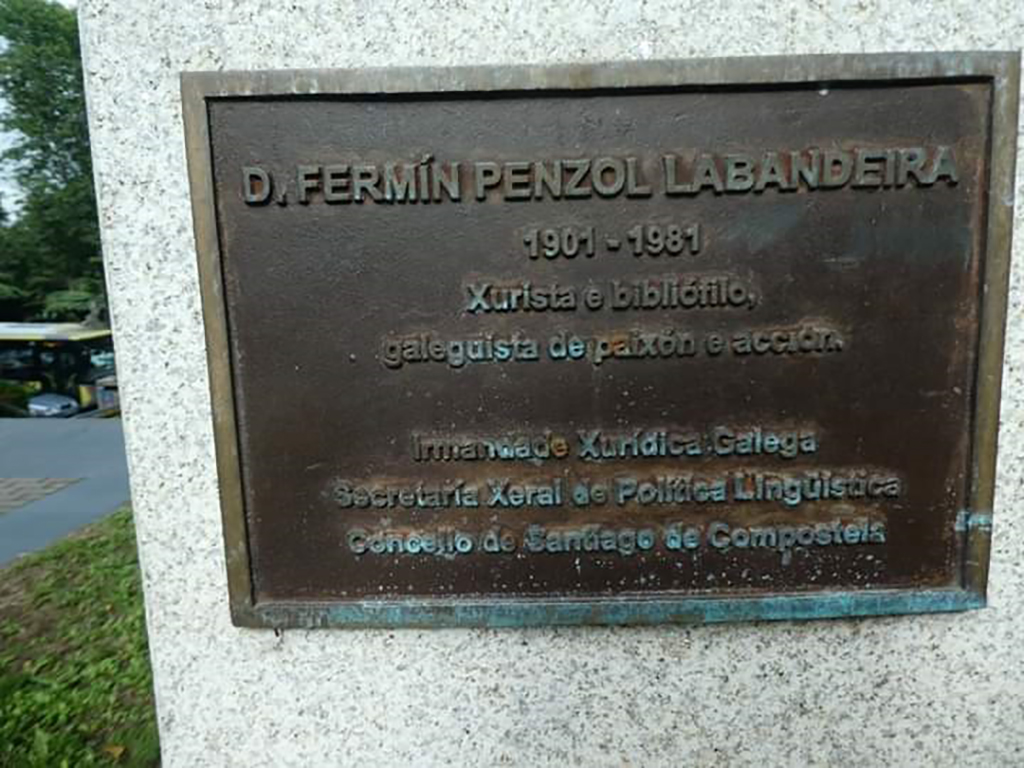 D. FERMÍN PENZOL LABANDEIRA
1901 - 1981
Xurista e bibliófilo,
galeguista de paixón e acción.
Irmandade Xurídica Galega
Secretaría Xeral de Política Lingüística
Concello de Santiago de Compostela